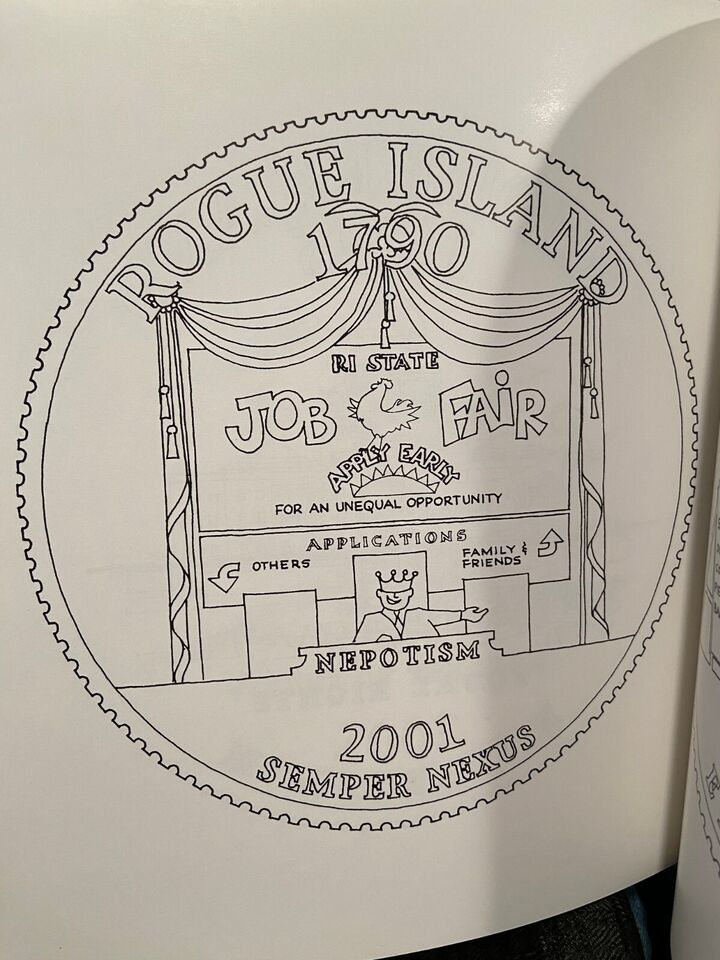 ROGUE ISLAND
1790
RI STATE
JOB FAIR
APPLY EARLY
FOR AN UNEQUAL OPPORTUNITY
APPLICATIONS
OTHERS
FAMILY &
FRIENDS
NEPOTISM
2001
SEMPER NEXUS